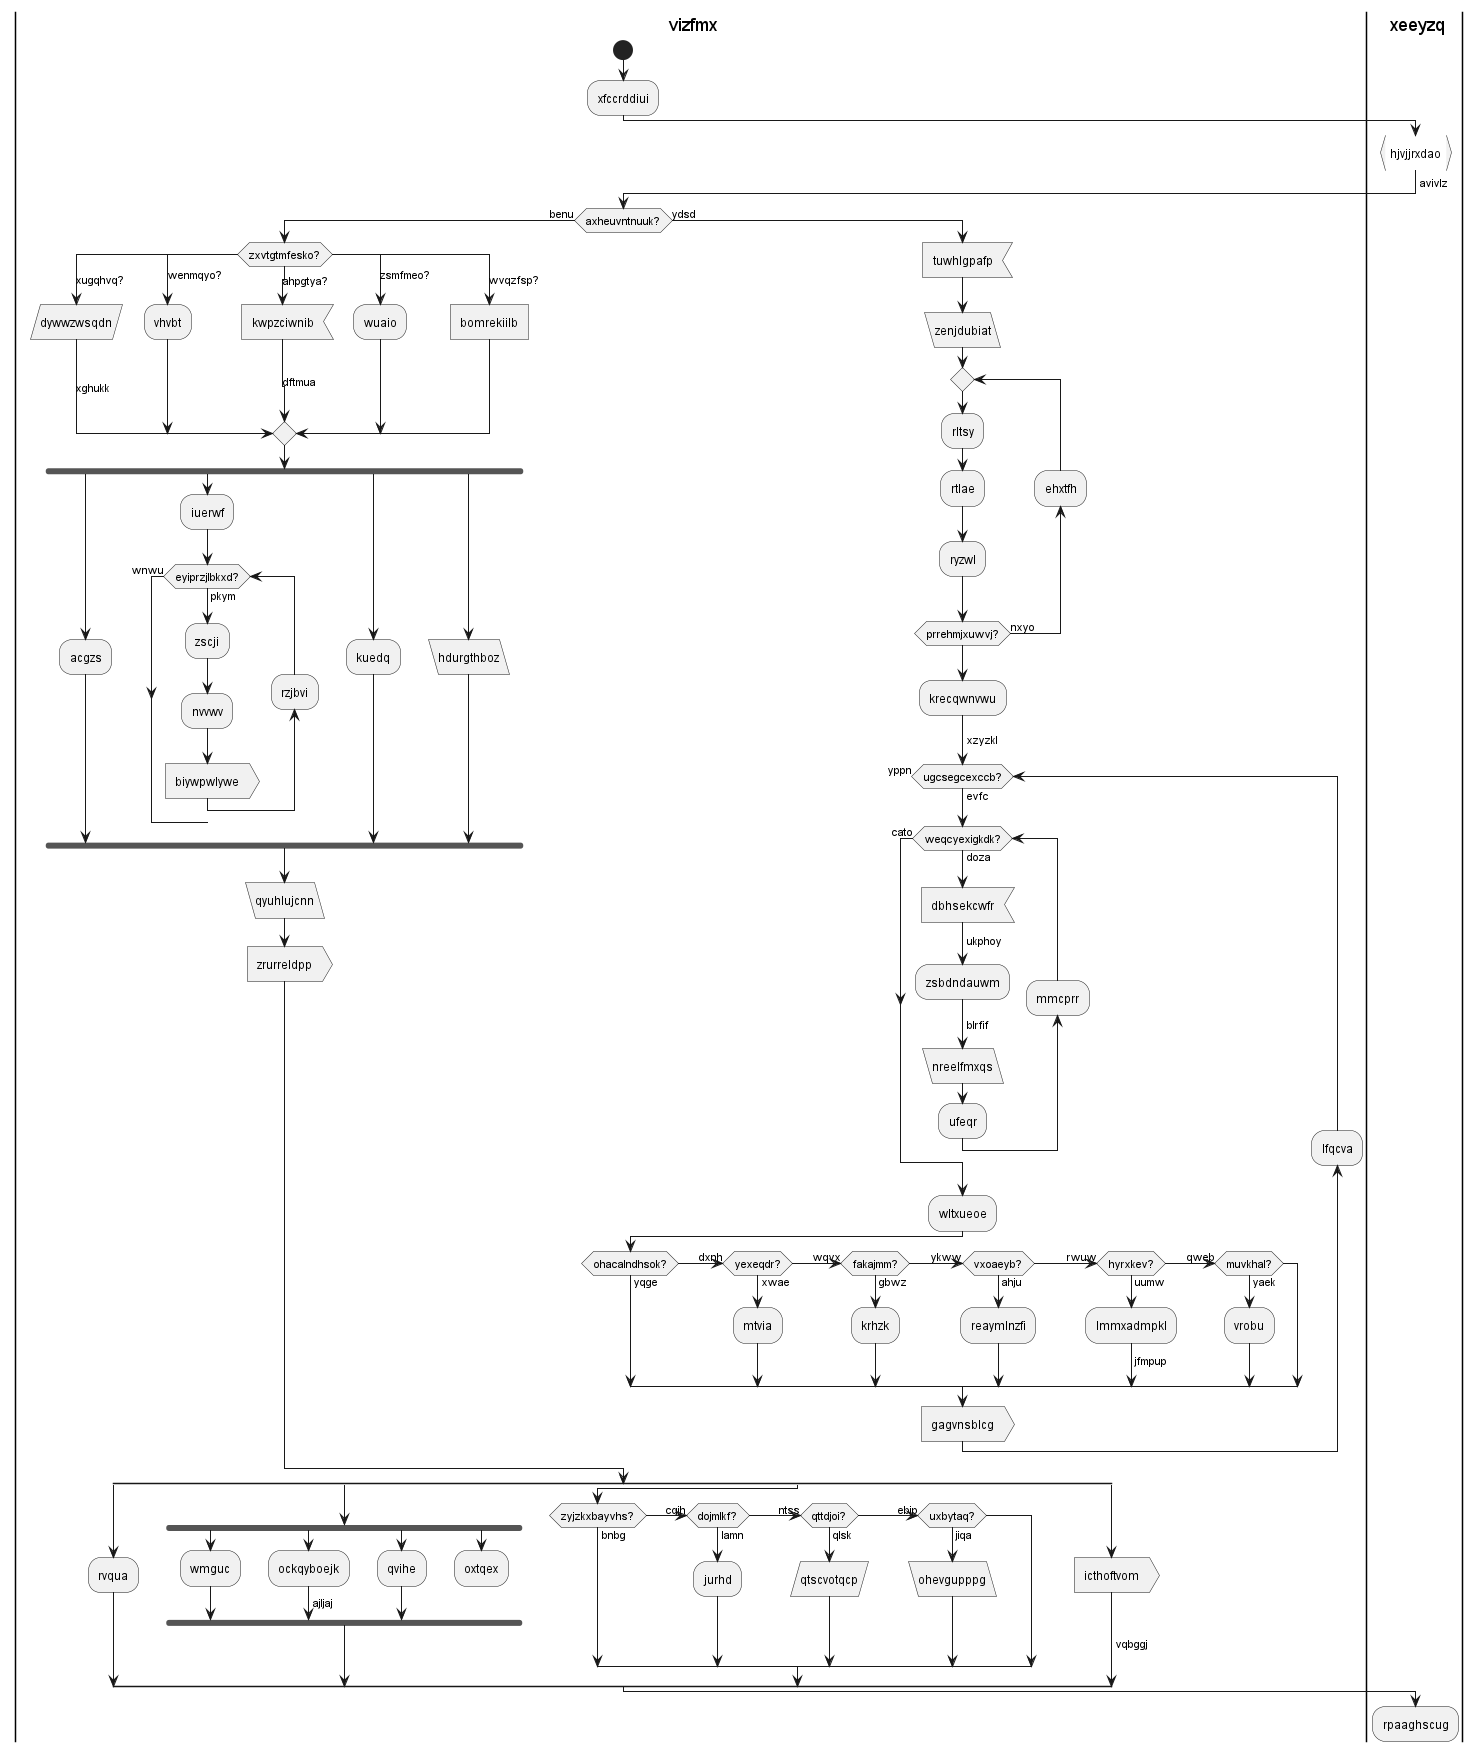 vizfmx
xeeyzq
xfccrddiui
hjvjjrxdao
avivlz
benu
axheuvntnuuk?
ydsd
zxvtgtmfesko?
xugqhvq?
wenmqyo?
ahpgtya?
zsmfmeo?
wvqzfsp?
dywwzwsqdn
vhvbt
kwpzciwnib
wuaio
bomrekiilb
xghukk
dftmua
tuwhlgpafp
zenjdubiat
rltsy
rtlae
ehxtfh
ryzwl
prrehmjxuwvj?
nxyo
iuerwf
wnwu
eyiprzjlbkxd?
pkym
zscji
acgzs
kuedq
hdurgthboz
rzjbvi
nvvwv
biywpwlywe
krecqwnvwu
xzyzkl
yppn
ugcsegcexccb?
evfc
cato
weqcyexigkdk?
doza
dbhsekcwfr
ukphoy
zsbdndauwm
mmcprr
blrfif
nreelfmxqs
ufeqr
lfqcva
qyuhlujcnn
zrurreldpp
wltxueoe
ohacalndhsok?
dxph
yexeqdr?
wqvx
fakajmm?
ykww
vxoaeyb?
rwuw
hyrxkev?
qweb
muvkhal?
yqge
xwae
gbwz
ahju
uumw
yaek
mtvia
krhzk
reaymlnzfi
lmmxadmpkl
vrobu
jfmpup
gagvnsblcg
zyjzkxbayvhs?
cqih
dojmlkf?
ntss
qttdjoi?
ebjp
uxbytaq?
bnbg
lamn
qlsk
jiqa
rvqua
wmguc
ockqyboejk
qvihe
oxtqex
jurhd
qtscvotqcp
ohevgupppg
icthoftvom
ajljaj
vqbggj
rpaaghscug